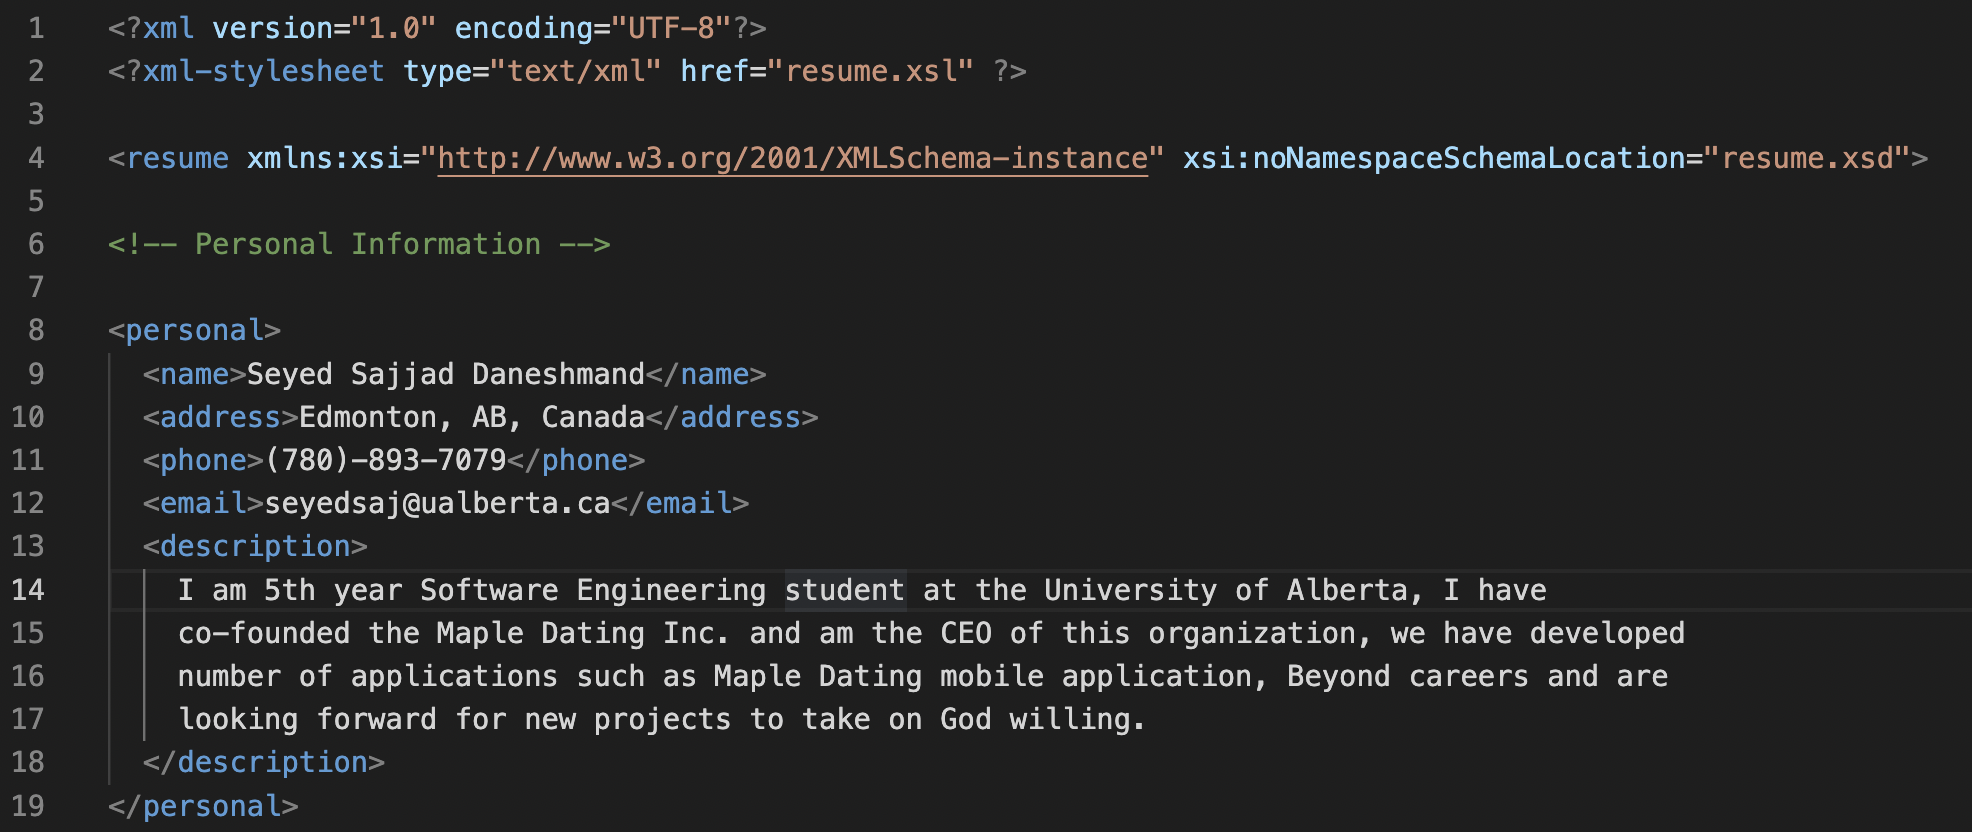 1 <?xml version="1.0" encoding="UTF-8"?>
2 <?xml-stylesheet type="text/xml" href="resume.xsl" ?>
3
4 <resume xmlns:xsi="http://www.w3.org/2001/XMLSchema-instance" xsi:noNamespaceSchemaLocation="resume.xsd">
5
6 <!-- Personal Information -->
7
8 <personal>
9 <name>Seyed Sajjad Daneshmand</name>
10 <address>Edmonton, AB, Canada</address>
11 <phone>(780)-893-7079</phone>
12 <email>seyedsaj@ualberta.ca</email>
13 <description>
14 I am 5th year Software Engineering student at the University of Alberta, I have
15 co-founded the Maple Dating Inc. and am the CEO of this organization, we have developed
16 number of applications such as Maple Dating mobile application, Beyond careers and are
17 looking forward for new projects to take on God willing.
18 </description>
19 </personal>